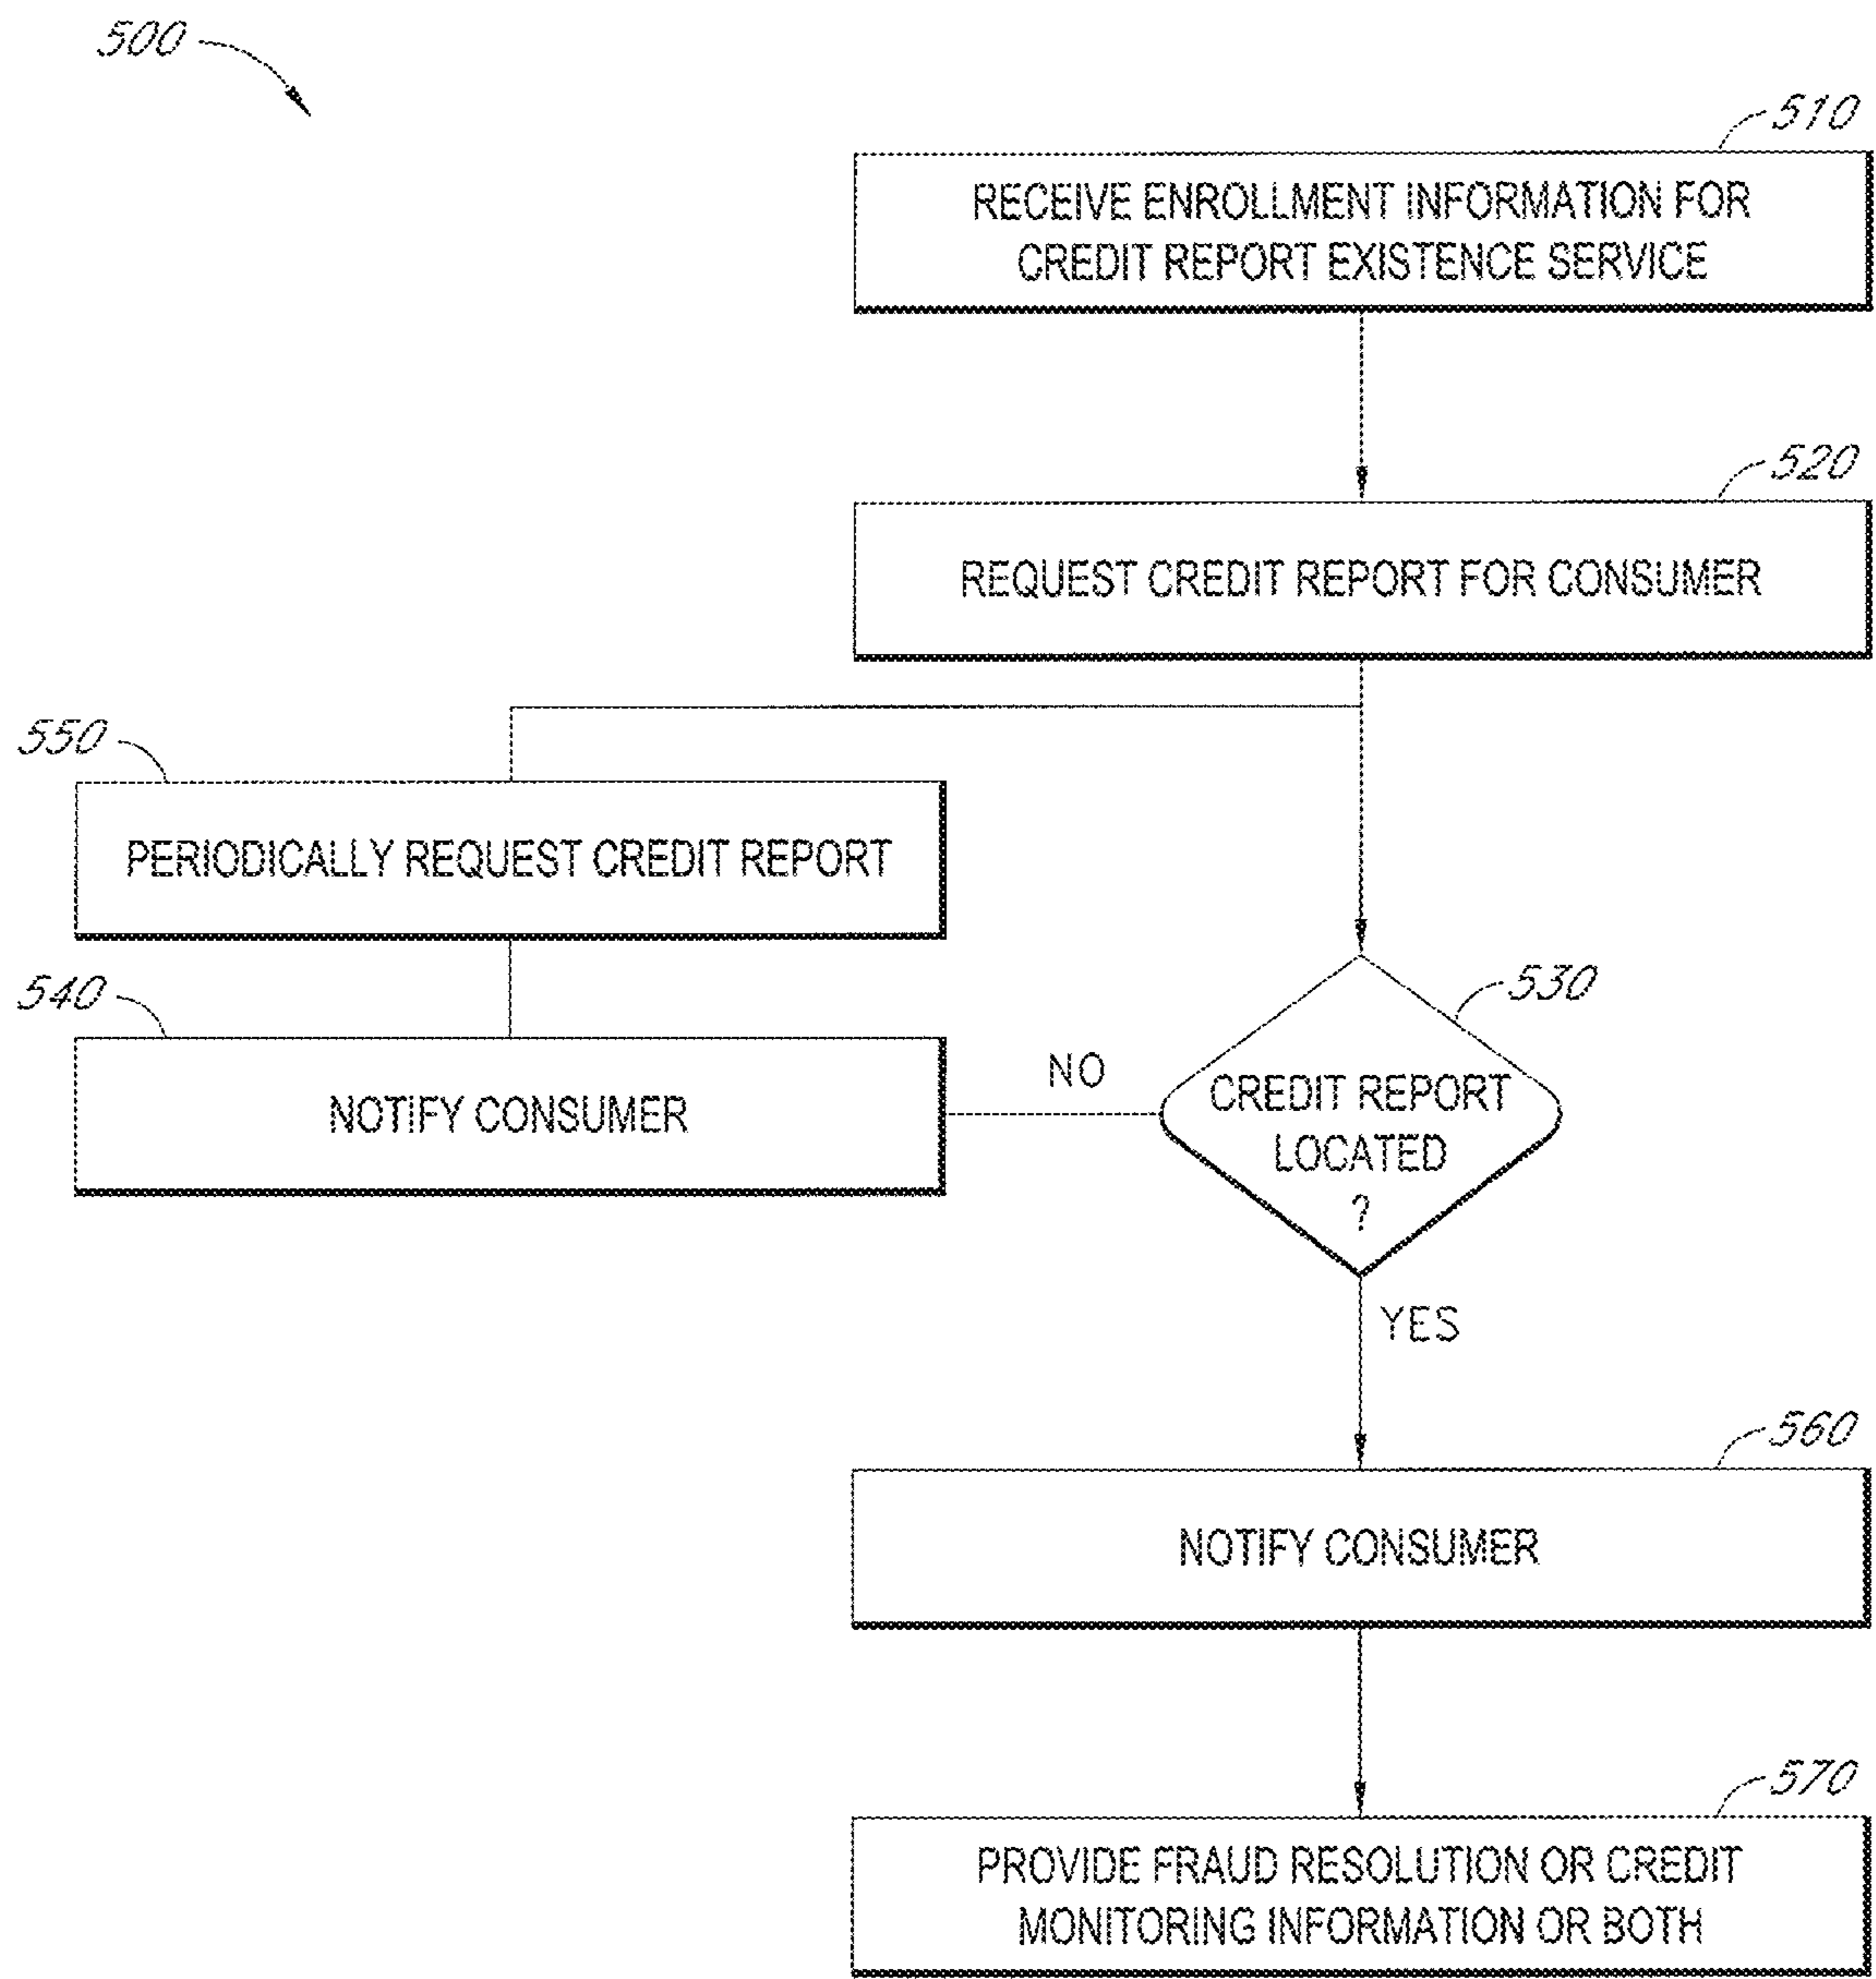 500
510
RECEIVE ENROLLMENT INFORMATION FOR
CREDIT REPORT EXISTENCE SERVICE
520
REQUEST CREDIT REPORT FOR CONSUMER
550
PERIODICALLY REQUEST CREDIT REPORT
540
NOTIFY CONSUMER
NO
530
CREDIT REPORT
LOCATED
?
YES
560
NOTIFY CONSUMER
570
PROVIDE FRAUD RESOLUTION OR CREDIT
MONITORING INFORMATION OR BOTH